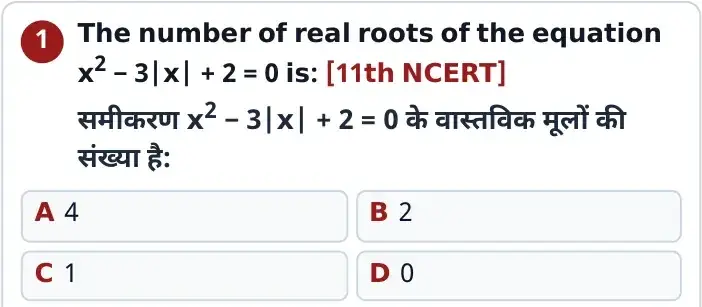 1 The number of real roots of the equation
x² – 3|x| + 2 = 0 is: [11th NCERT]
समीकरण x² – 3|x| + 2 = 0 के वास्तविक मूलों की
संख्या है:
A 4 B 2
C 1 D 0